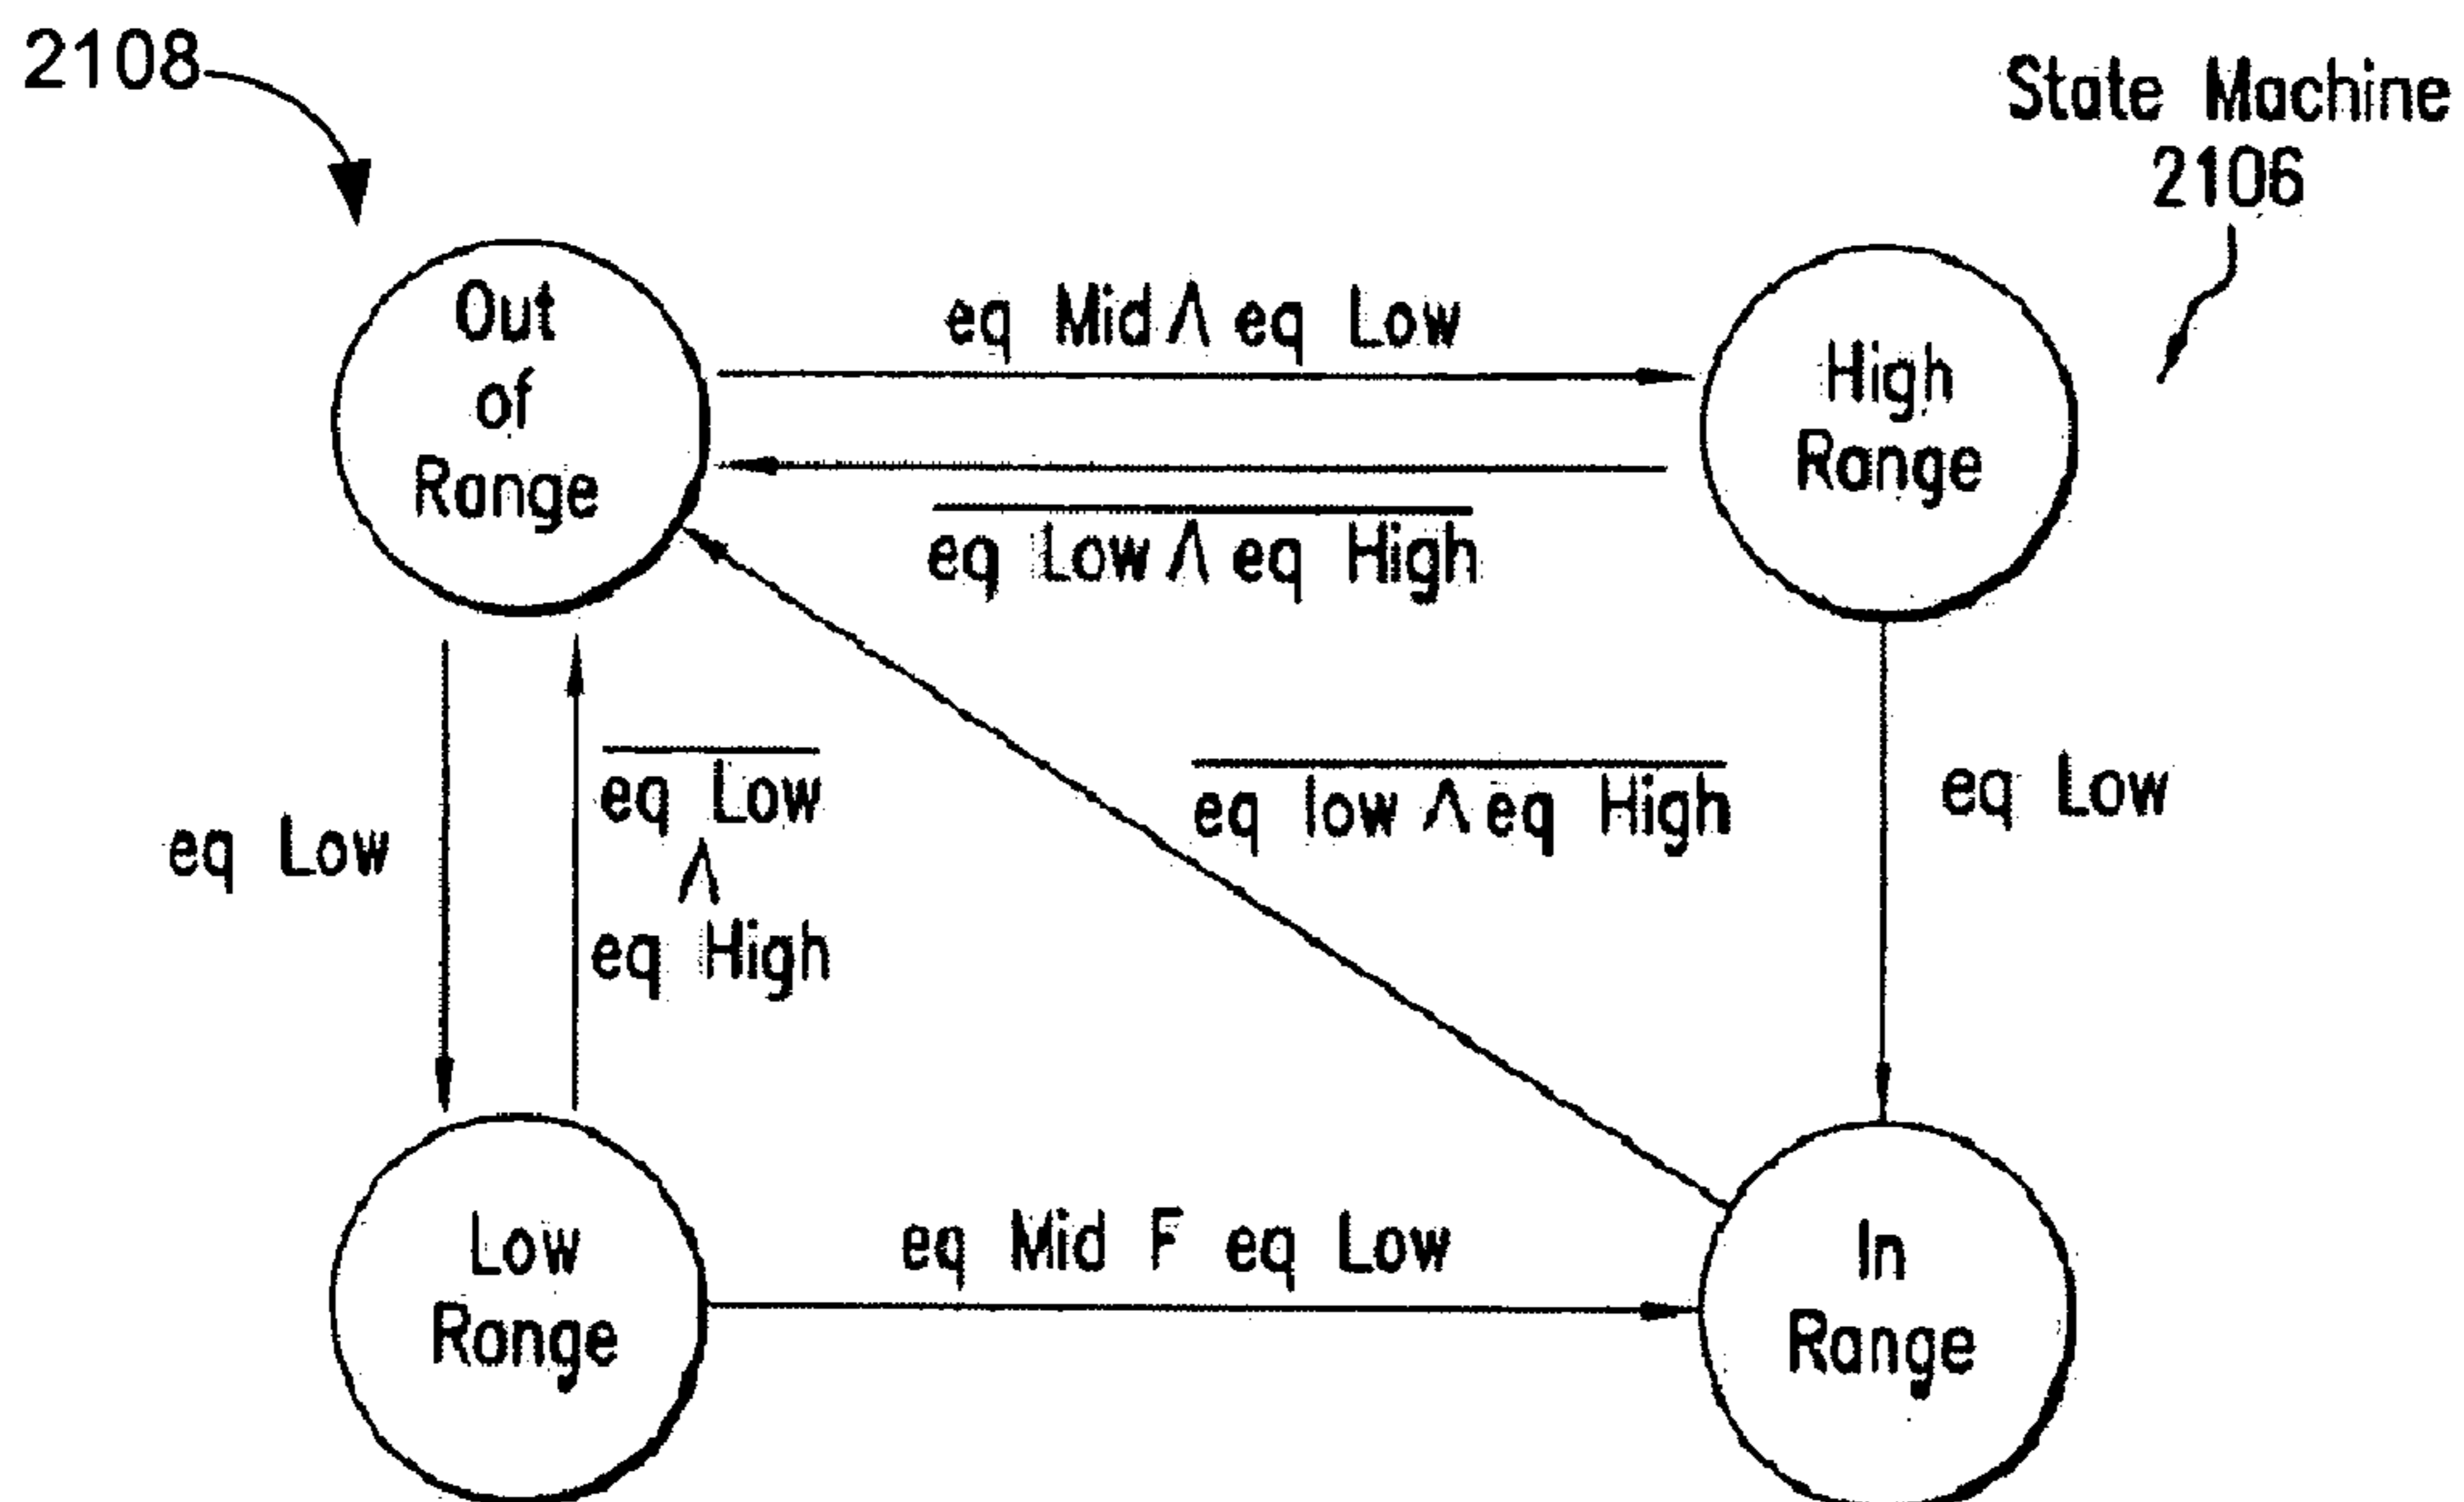 2108
State Machine
2106
Out
of
Range
eq Mid Λ eq Low
High
Range
eq Low Λ eq High
eq Low
eq Low
Λ
eq High
eq low Λ eq High
eq Low
Low
Range
eq Mid F eq Low
In
Range